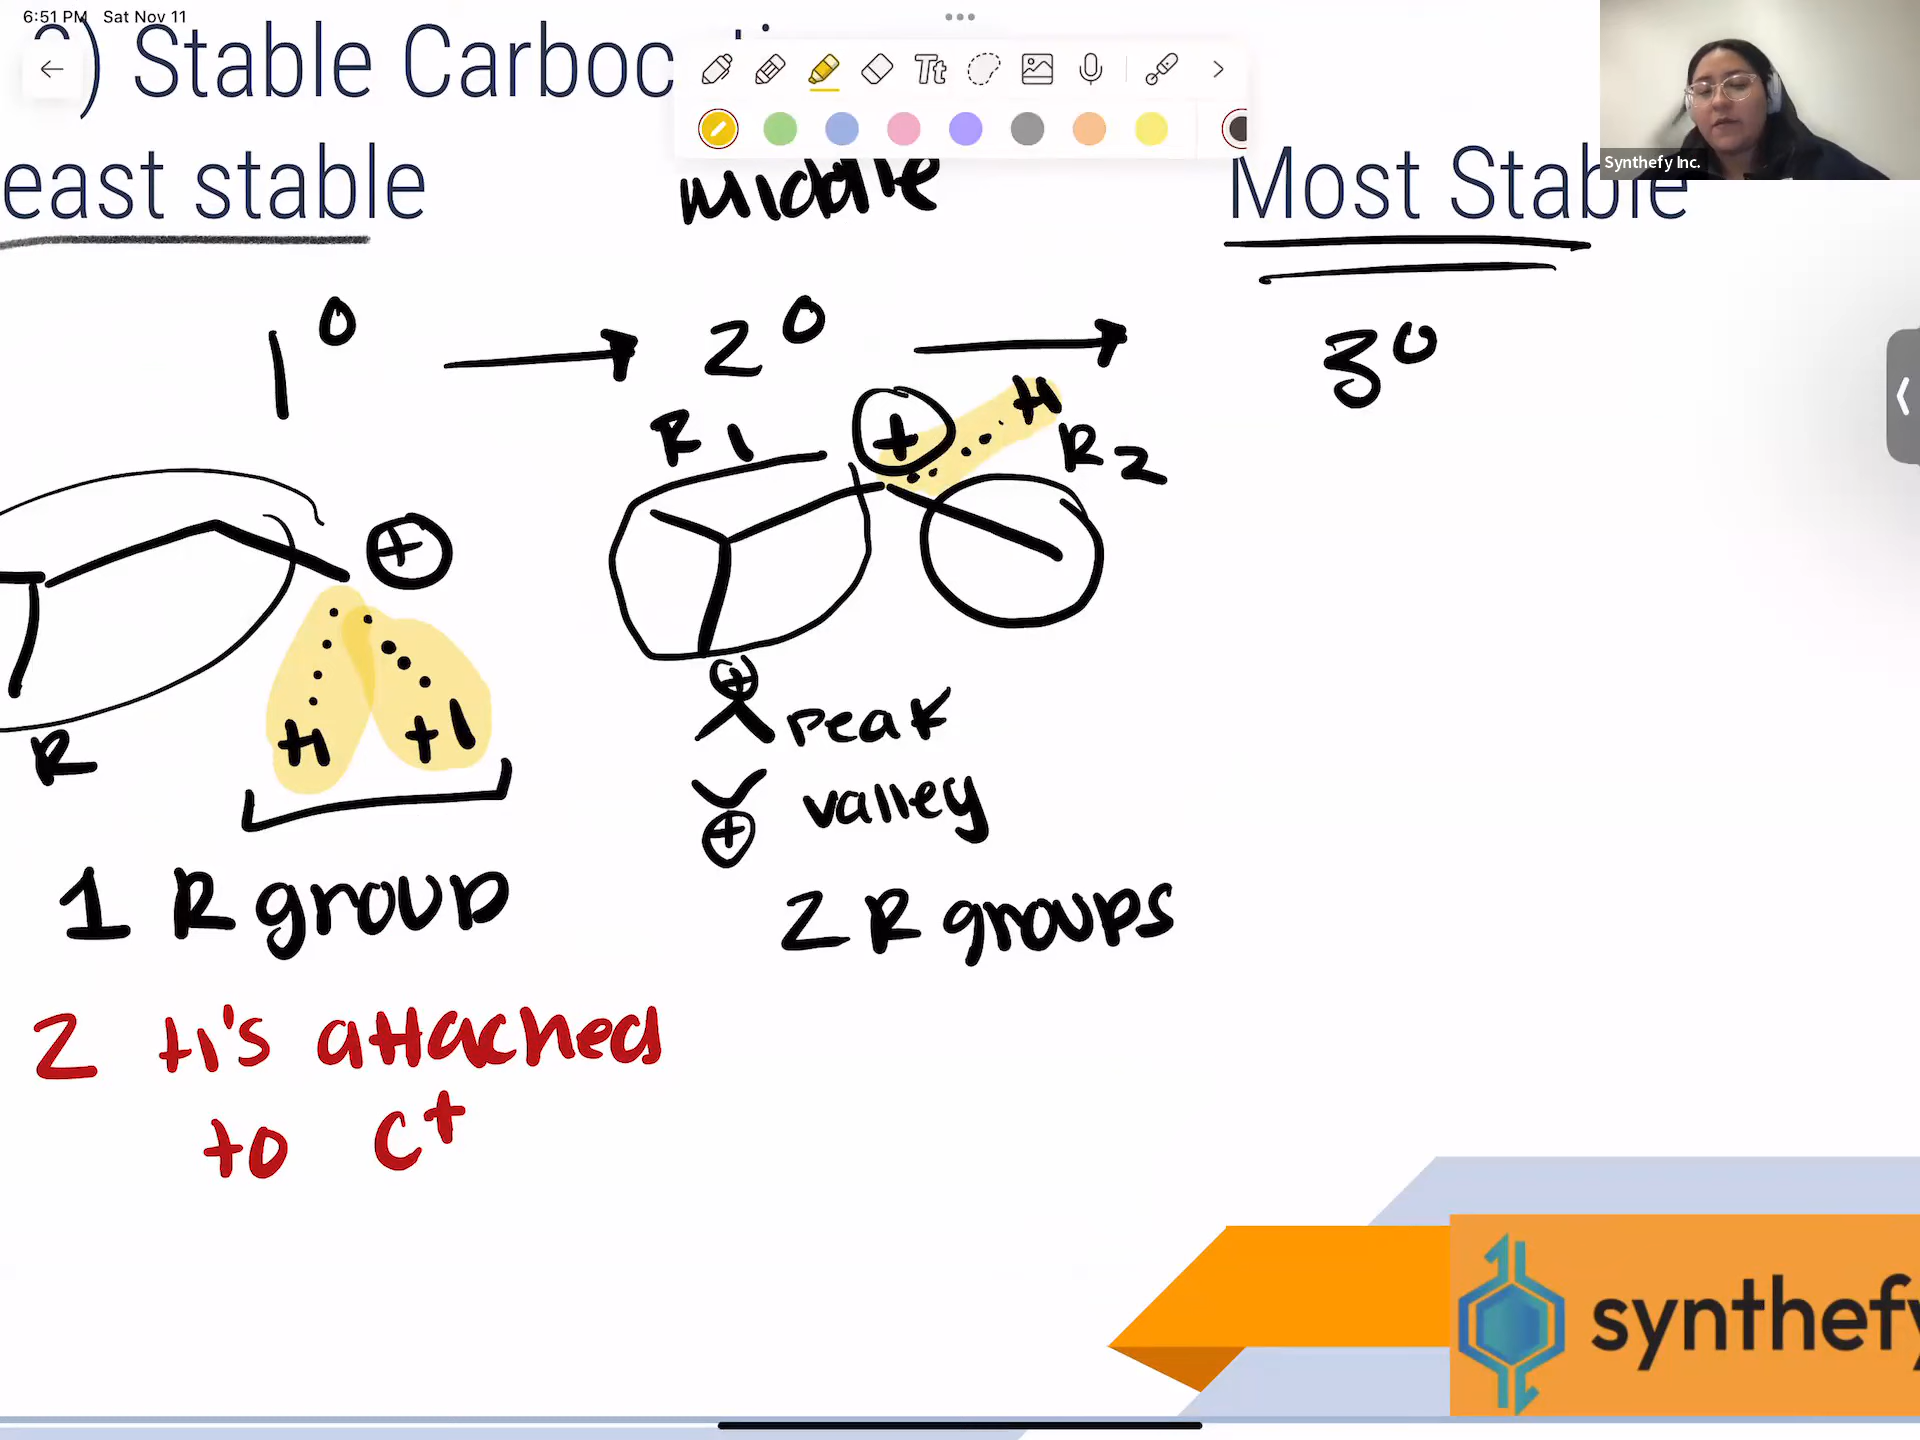 6:51 PM Sat Nov 11
) Stable Carboc
Tt
Synthefy Inc.
east stable
middle
Most Stable
1° → 2° → 3°
H
R1
+
R2
+
H H
R
+
peak
valley
+
1 R group
2 R groups
2 H's attached
to C+
synthefy